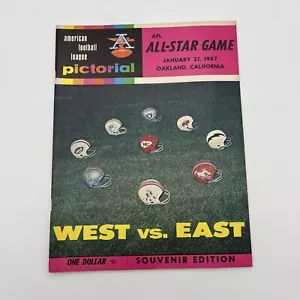 american
football
league
pictorial
AFL
ALL-STAR GAME
JANUARY 21, 1967
OAKLAND, CALIFORNIA
WEST vs. EAST
ONE DOLLAR
SOUVENIR EDITION